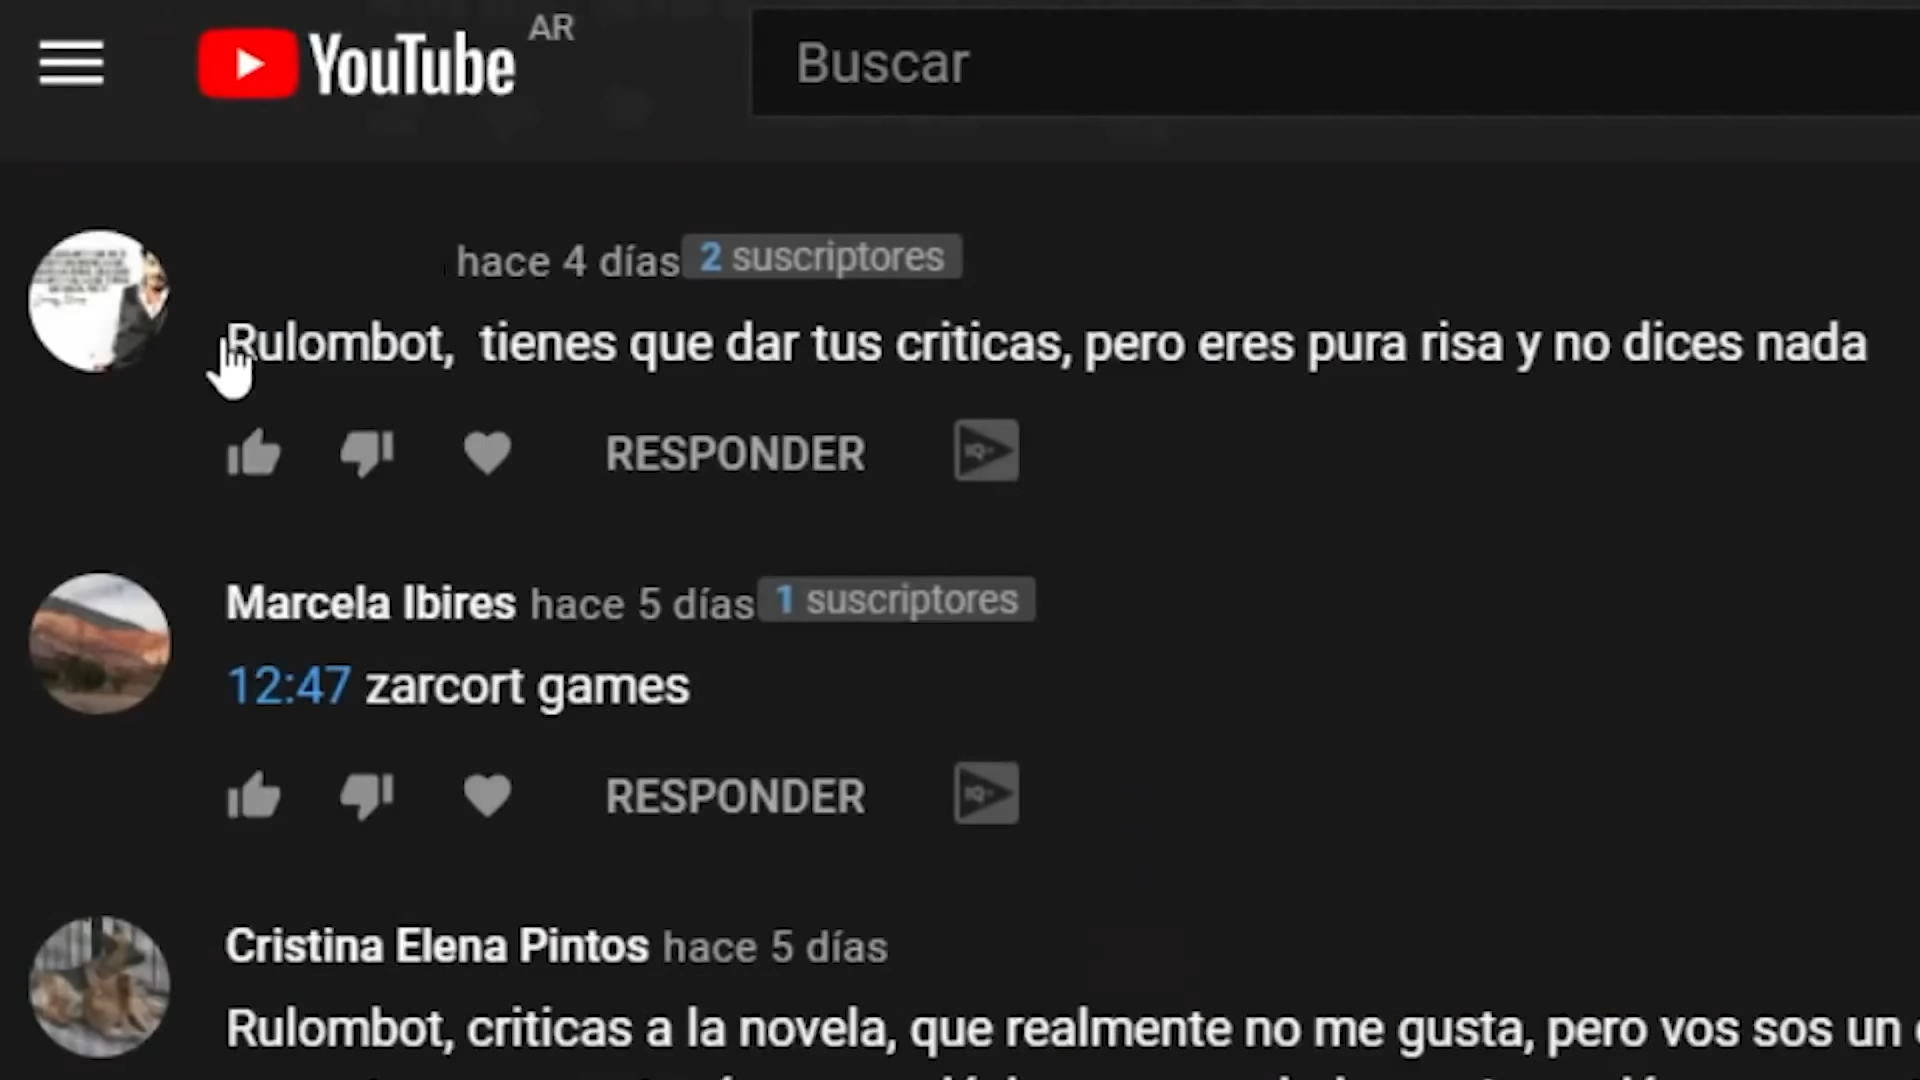 YouTube AR
Buscar
hace 4 días 2 suscriptores
Rulombot, tienes que dar tus criticas, pero eres pura risa y no dices nada
RESPONDER
Marcela Ibires hace 5 días 1 suscriptores
12:47 zarcort games
RESPONDER
Cristina Elena Pintos hace 5 días
Rulombot, criticas a la novela, que realmente no me gusta, pero vos sos un